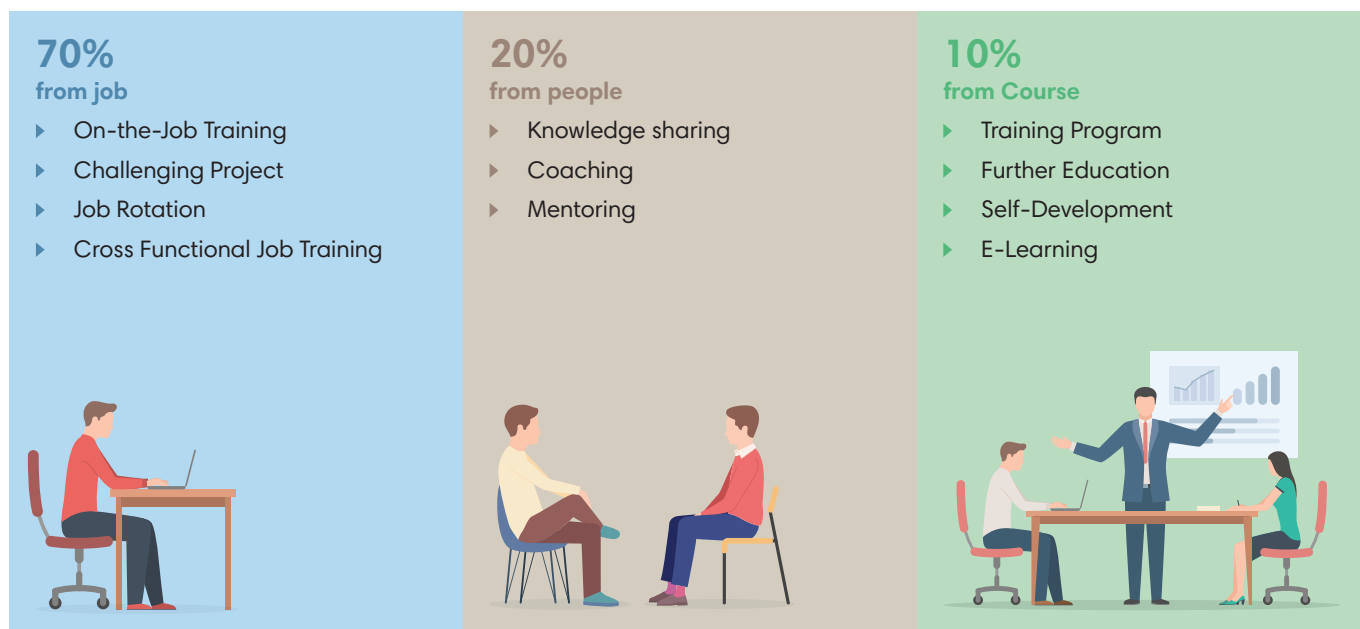 70%
from job
On-the-Job Training
Challenging Project
Job Rotation
Cross Functional Job Training
20%
from people
Knowledge sharing
Coaching
Mentoring
10%
from Course
Training Program
Further Education
Self-Development
E-Learning